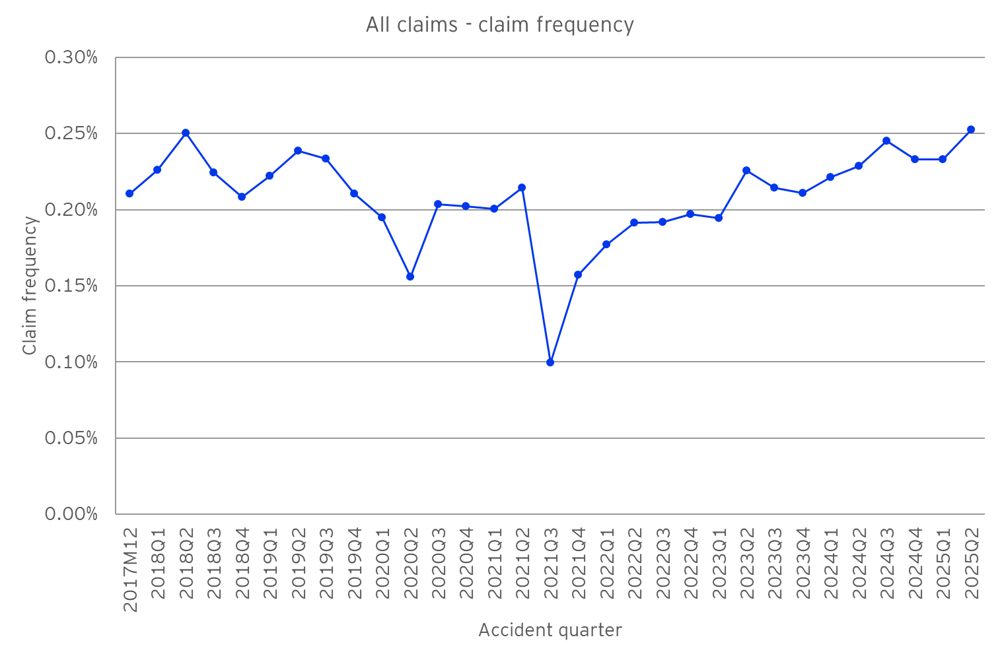 All claims - claim frequency
0.30%
0.25%
0.20%
0.15%
0.10%
0.05%
0.00%
Claim frequency
2017M12
2018Q1
2018Q2
2018Q3
2018Q4
2019Q1
2019Q2
2019Q3
2019Q4
2020Q1
2020Q2
2020Q3
2020Q4
2021Q1
2021Q2
2021Q3
2021Q4
2022Q1
2022Q2
2022Q3
2022Q4
2023Q1
2023Q2
2023Q3
2023Q4
2024Q1
2024Q2
2024Q3
2024Q4
2025Q1
2025Q2
Accident quarter